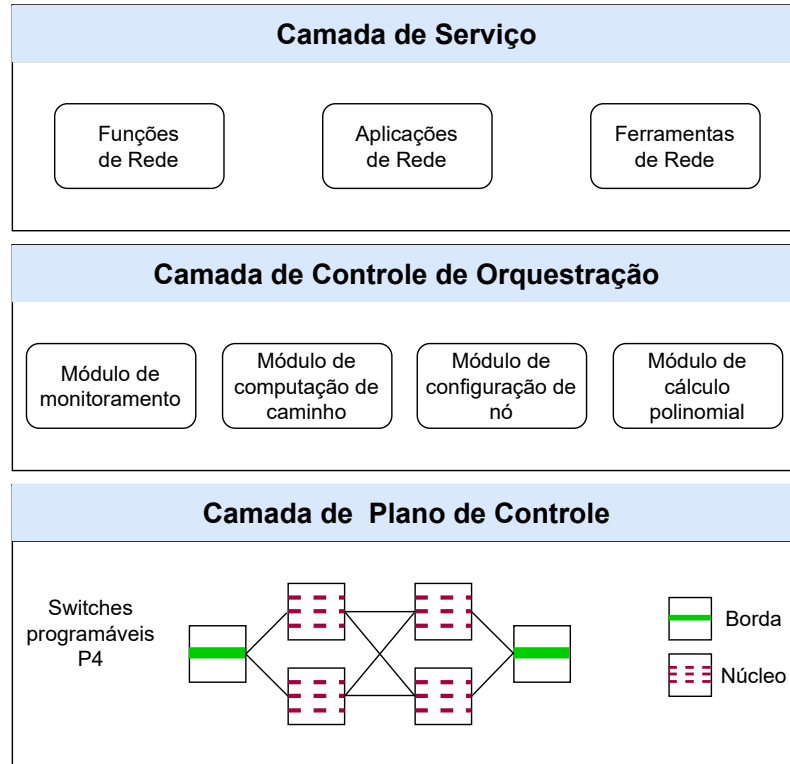 Camada de Serviço
Funções
de Rede
Aplicações
de Rede
Ferramentas
de Rede
Camada de Controle de Orquestração
Módulo de
monitoramento
Módulo de
computação de
caminho
Módulo de
configuração de
nó
Módulo de
cálculo
polinomial
Camada de  Plano de Controle
Switches
programáveis
P4
Borda
Núcleo